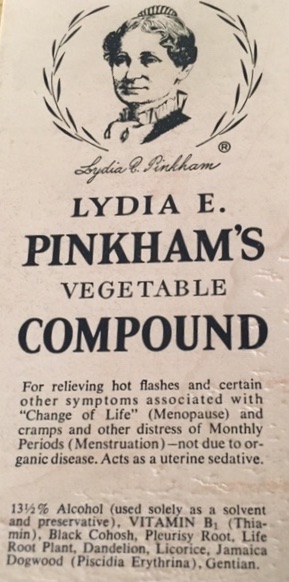 ®
Lydia E. Pinkham
LYDIA E.
PINKHAM'S
VEGETABLE
COMPOUND
For relieving hot flashes and certain
other symptoms associated with
"Change of Life" (Menopause) and
cramps and other distress of Monthly
Periods (Menstruation)—not due to or-
ganic disease. Acts as a uterine sedative.
13½% Alcohol (used solely as a solvent
and preservative), VITAMIN B₁ (Thia-
min), Black Cohosh, Pleurisy Root, Life
Root Plant, Dandelion, Licorice, Jamaica
Dogwood (Piscidia Erythrina), Gentian.